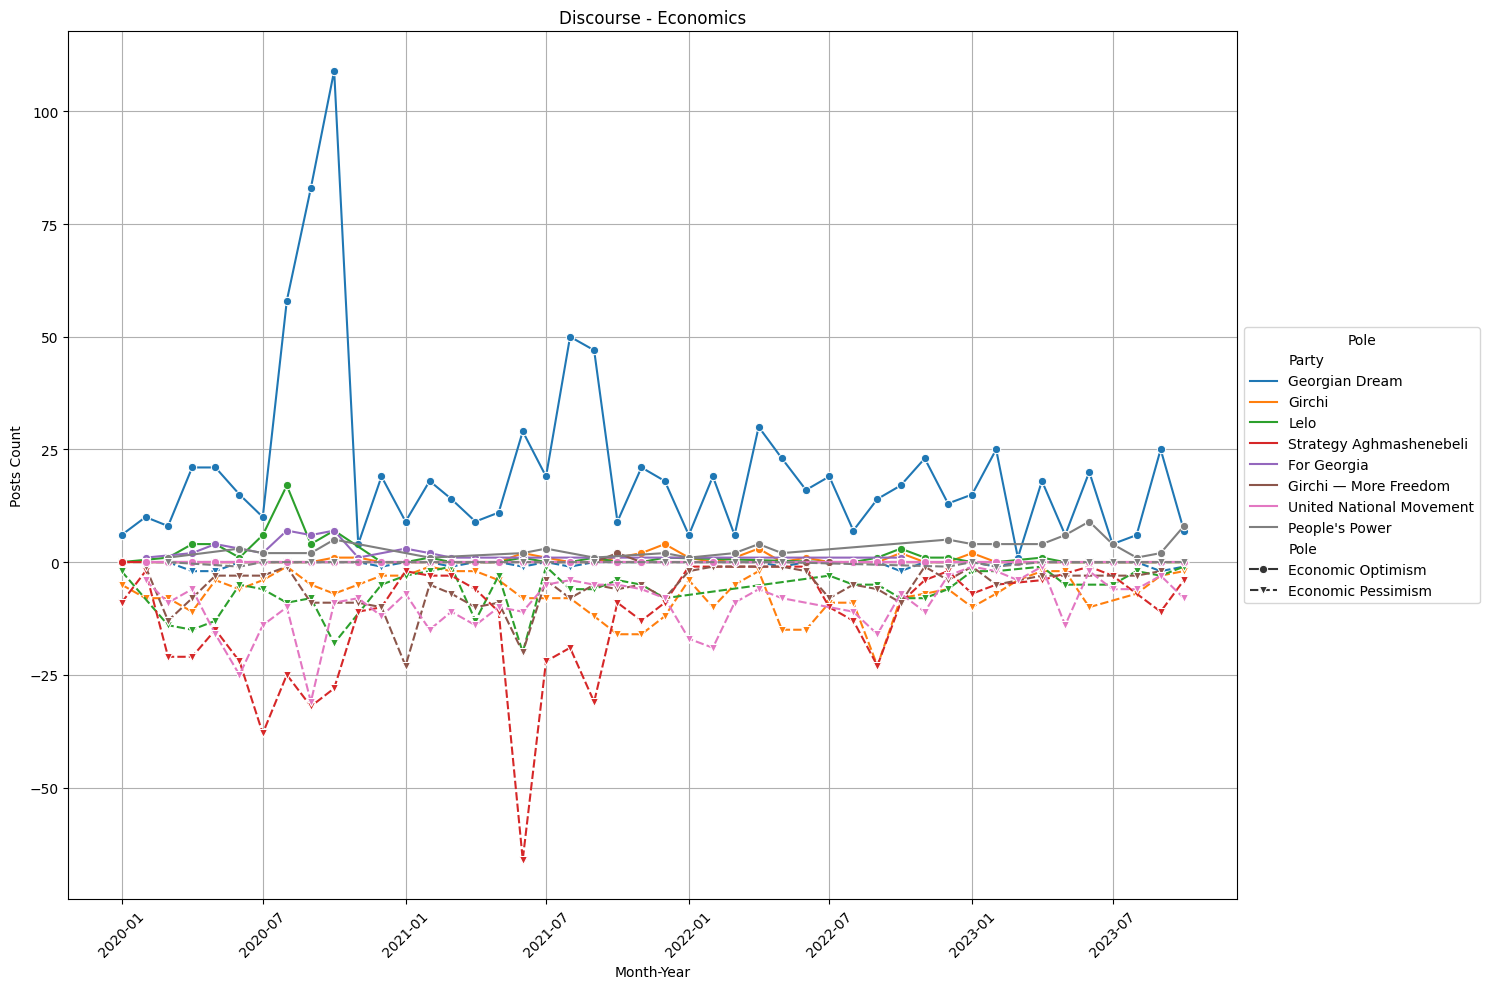 Discourse - Economics
Posts Count
100
75
50
25
0
−25
−50
2020-01
2020-07
2021-01
2021-07
2022-01
2022-07
2023-01
2023-07
Month-Year
Pole
Party
Georgian Dream
Girchi
Lelo
Strategy Aghmashenebeli
For Georgia
Girchi — More Freedom
United National Movement
People's Power
Pole
Economic Optimism
Economic Pessimism